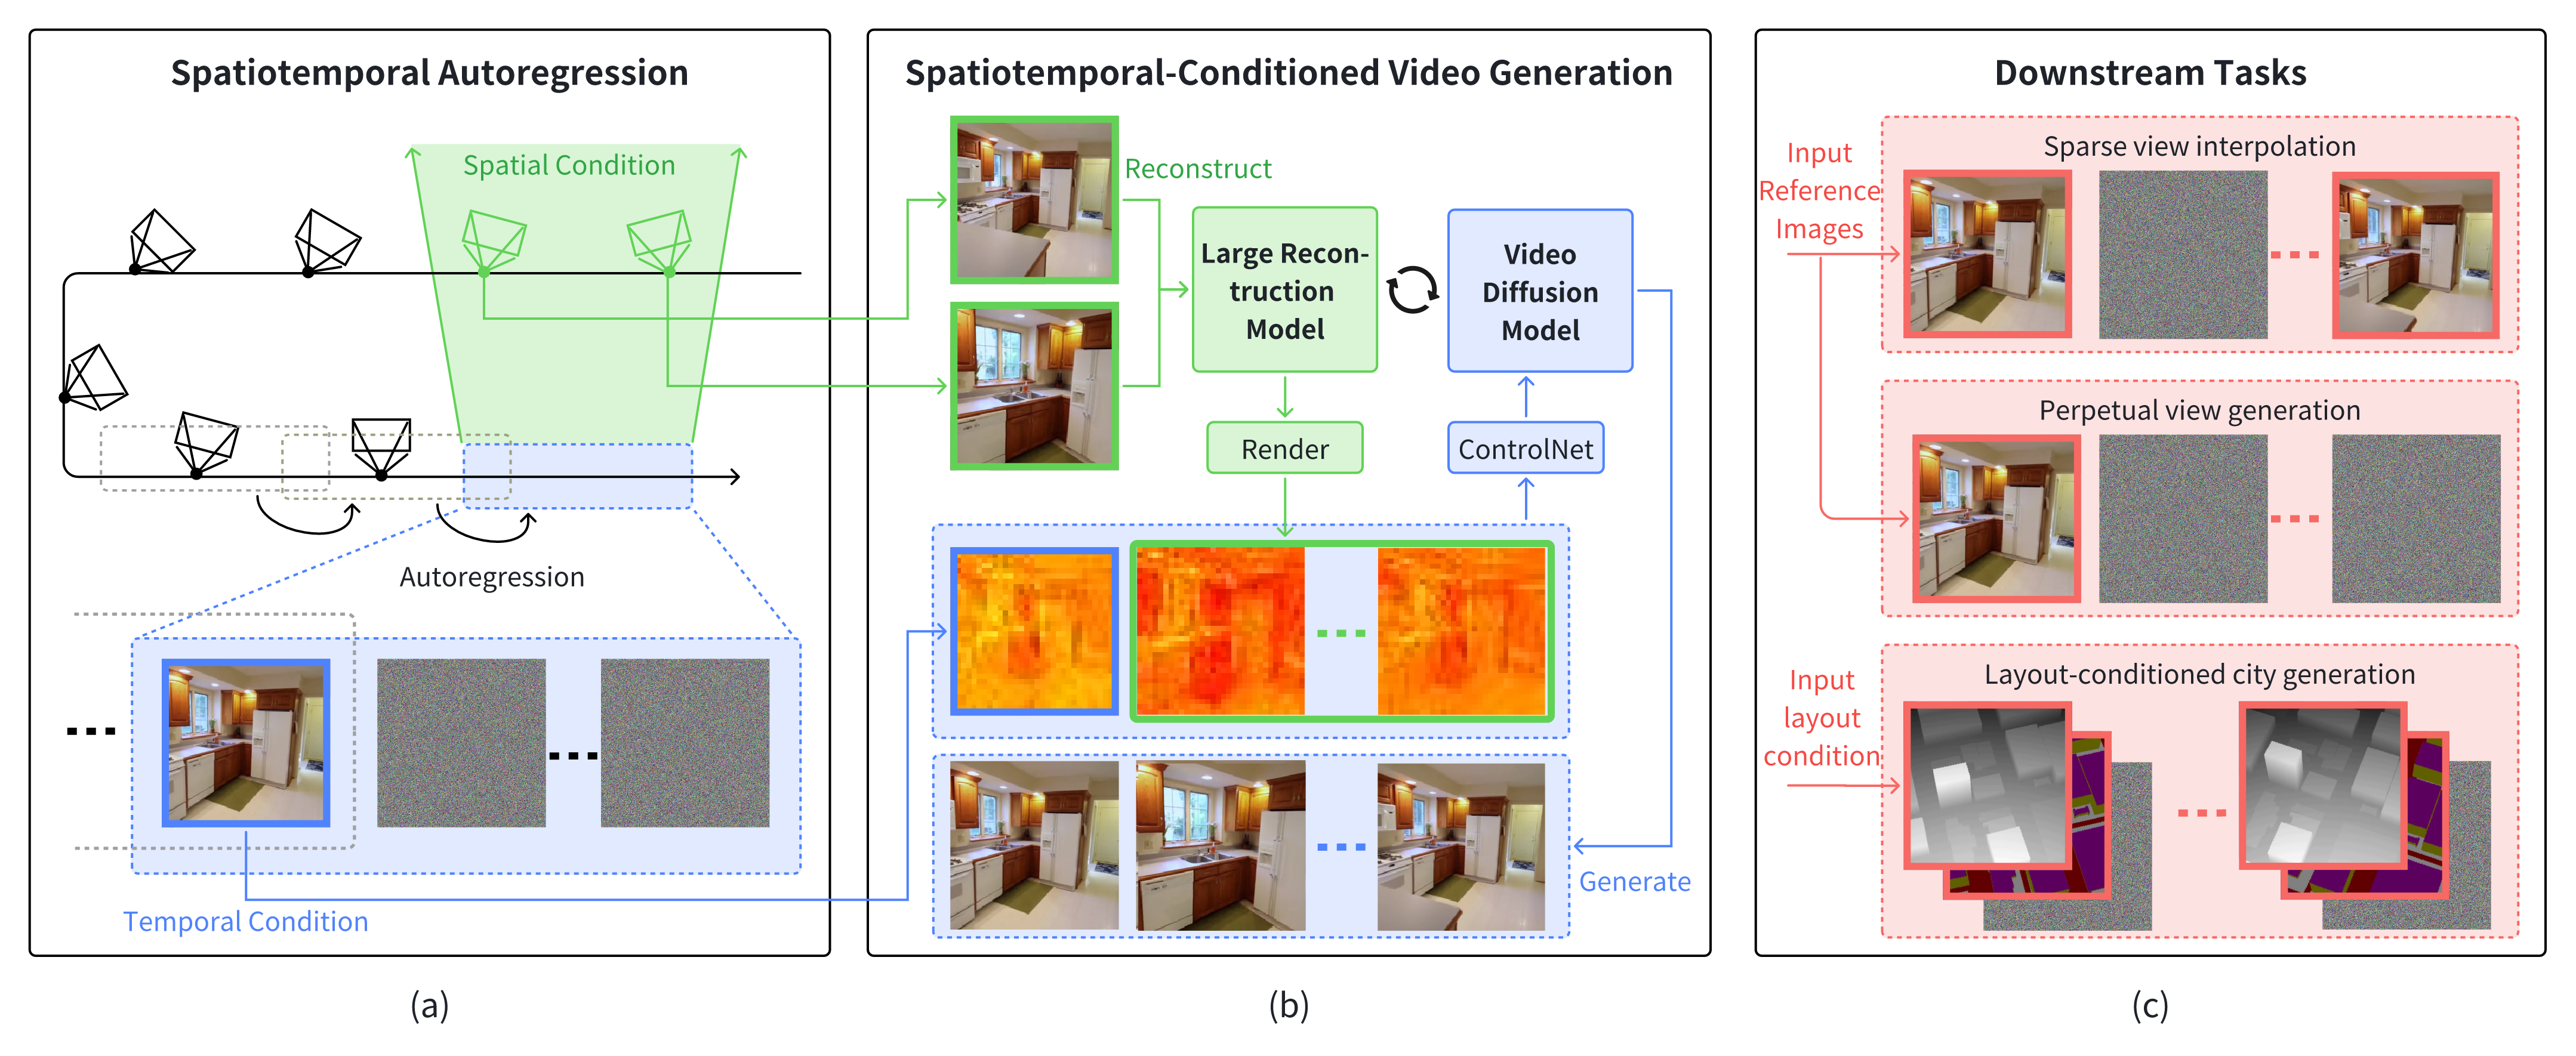 Spatiotemporal Autoregression
Spatial Condition
Autoregression
Temporal Condition
(a)
Spatiotemporal-Conditioned Video Generation
Reconstruct
Large Recon-
truction
Model
Video
Diffusion
Model
Render
ControlNet
Generate
(b)
Downstream Tasks
Input
Reference
Images
Sparse view interpolation
Perpetual view generation
Input
layout
condition
Layout-conditioned city generation
(c)